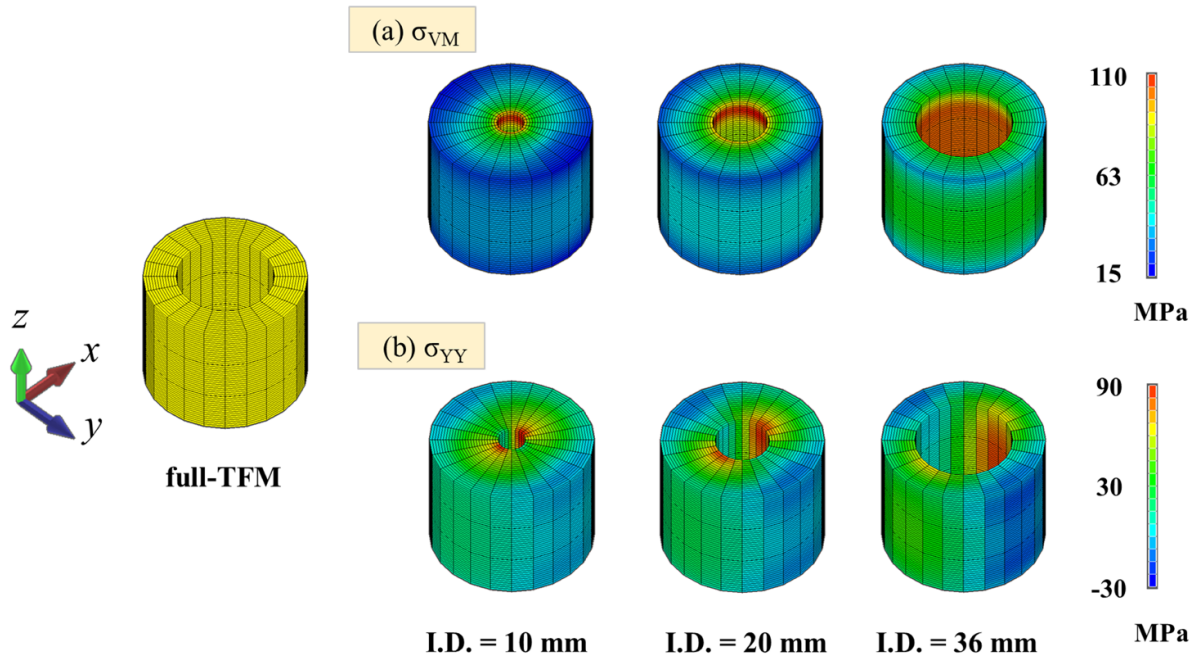 (a) σVM
110
63
15
MPa
z
x
y
full-TFM
(b) σYY
90
30
-30
MPa
I.D. = 10 mm
I.D. = 20 mm
I.D. = 36 mm